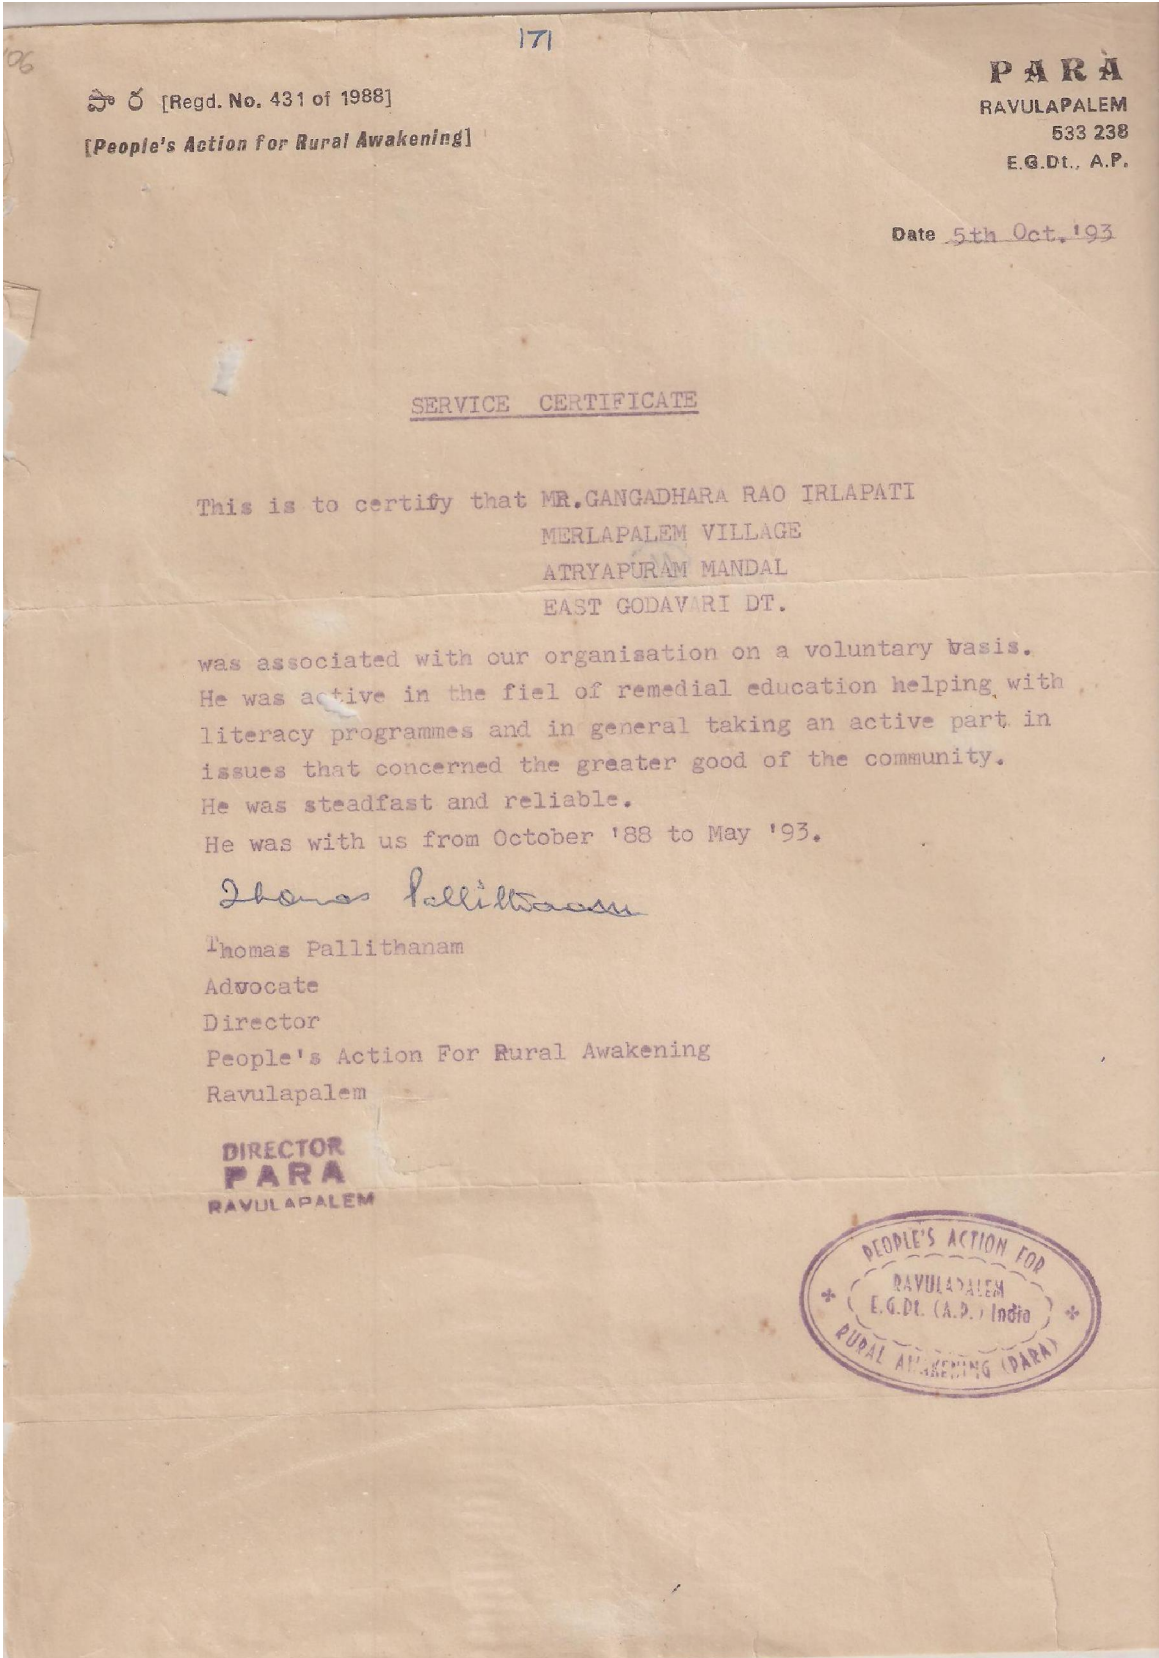 171
106
పా ర [Regd. No. 431 of 1988]
[People's Action for Rural Awakening]
PARA
RAVULAPALEM
533 238
E.G.Dt., A.P.
Date 5th Oct.'93
SERVICE CERTIFICATE
This is to certify that MR.GANGADHARA RAO IRLAPATI
MERLAPALEM VILLAGE
ATRYAPURAM MANDAL
EAST GODAVARI DT.
was associated with our organisation on a voluntary basis.
He was active in the fiel of remedial education helping with
literacy programmes and in general taking an active part in
issues that concerned the greater good of the community.
He was steadfast and reliable.
He was with us from October '88 to May '93.
Thomas Pallithanam
Thomas Pallithanam
Advocate
Director
People's Action For Rural Awakening
Ravulapalem
DIRECTOR
PARA
RAVULAPALEM
PEOPLE'S ACTION FOR
RAVULAPALEM
E.G.Dt. (A.P.) India
RURAL AWAKENING (PARA)